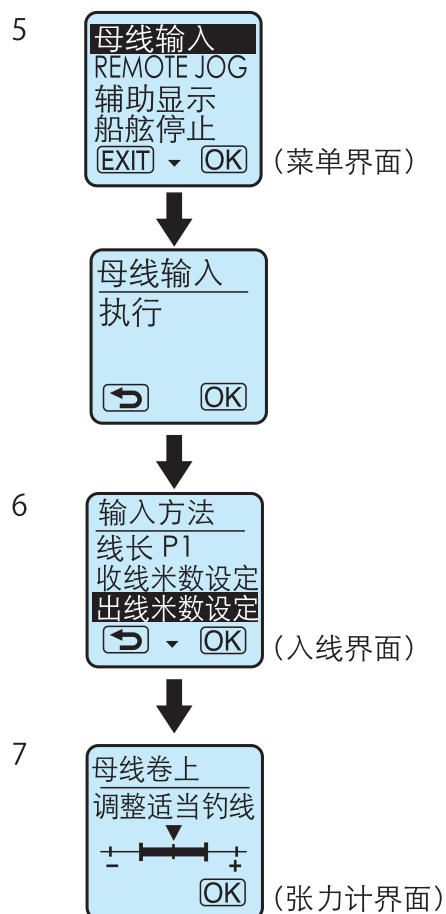 5
母线输入
REMOTE JOG
辅助显示
船舷停止
EXIT OK
(菜单界面)
母线输入
执行
OK
6
输入方法
线长 P1
收线米数设定
出线米数设定
OK
(入线界面)
7
母线卷上
调整适当钓线
- +
OK
(张力计界面)